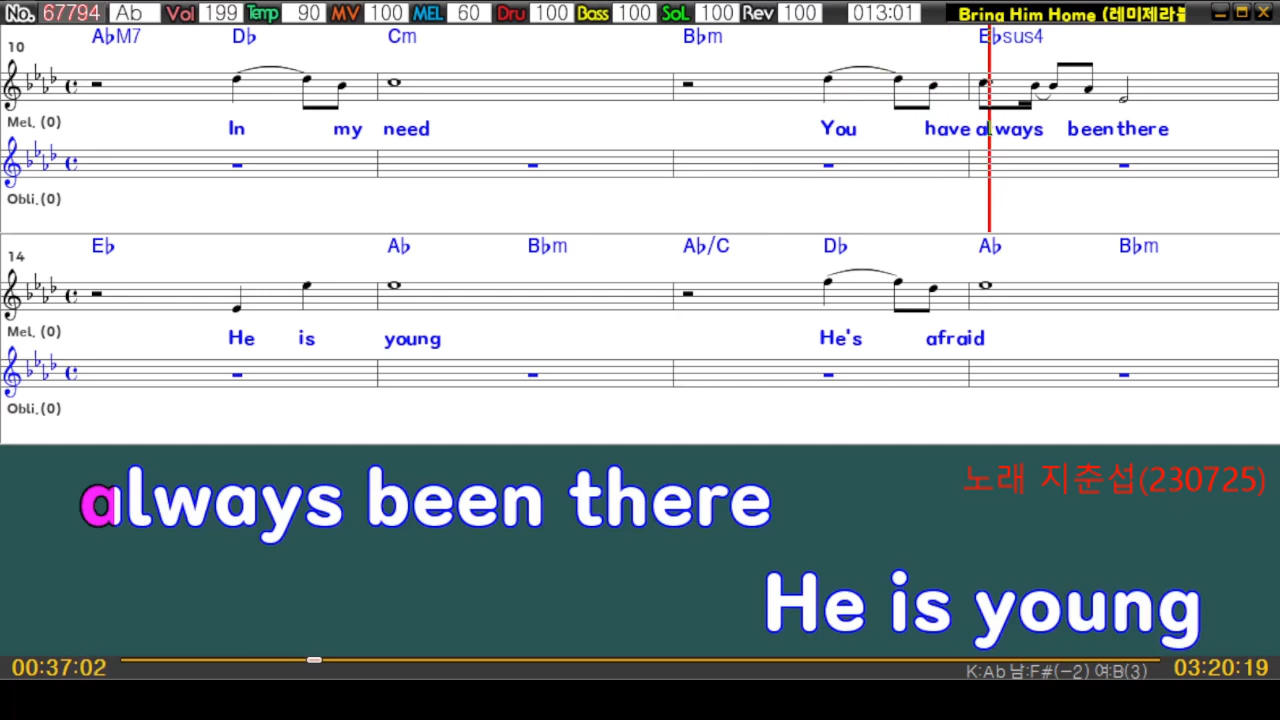 No. 67794 Ab Vol 199 Temp 90 MV 100 MEL 60 Dru 100 Bass 100 SoL 100 Rev 100 013:01 Bring Him Home (레미제라블
10 A♭M7 D♭ Cm B♭m E♭sus4
Mel. (0) In my need You have always been there
Obli.(0)
14 E♭ A♭ B♭m A♭/C D♭ A♭ B♭m
Mel. (0) He is young He's afraid
Obli.(0)
always been there
노래 지춘섭(230725)
He is young
00:37:02 K:Ab 남:F#(-2) 여:B(3) 03:20:19